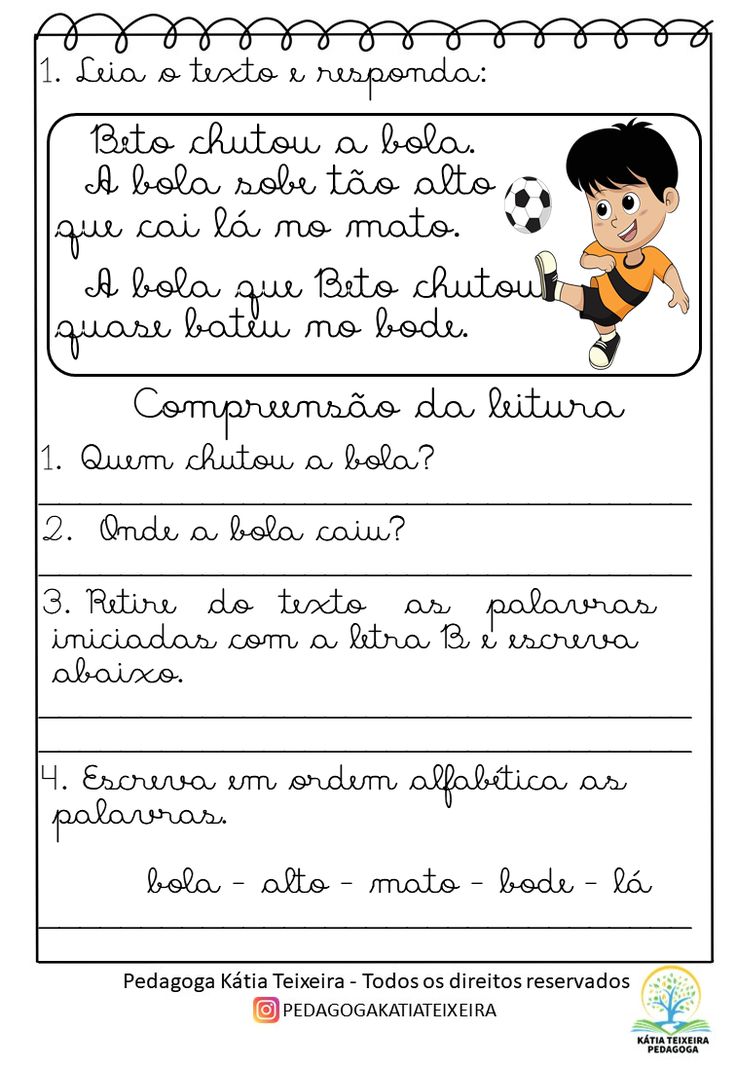 1. Leia o texto e responda:
Beto chutou a bola.
A bola sobe tão alto
que cai lá no mato.
A bola que Beto chutou
quase bateu no bode.
Compreensão da leitura
1. Quem chutou a bola?
2. Onde a bola caiu?
3. Retire do texto as palavras
iniciadas com a letra B e escreva
abaixo.
4. Escreva em ordem alfabética as
palavras.
bola - alto - mato - bode - lá
Pedagoga Kátia Teixeira - Todos os direitos reservados
PEDAGOGAKATIATEIXEIRA
KÁTIA TEIXEIRA
PEDAGOGA